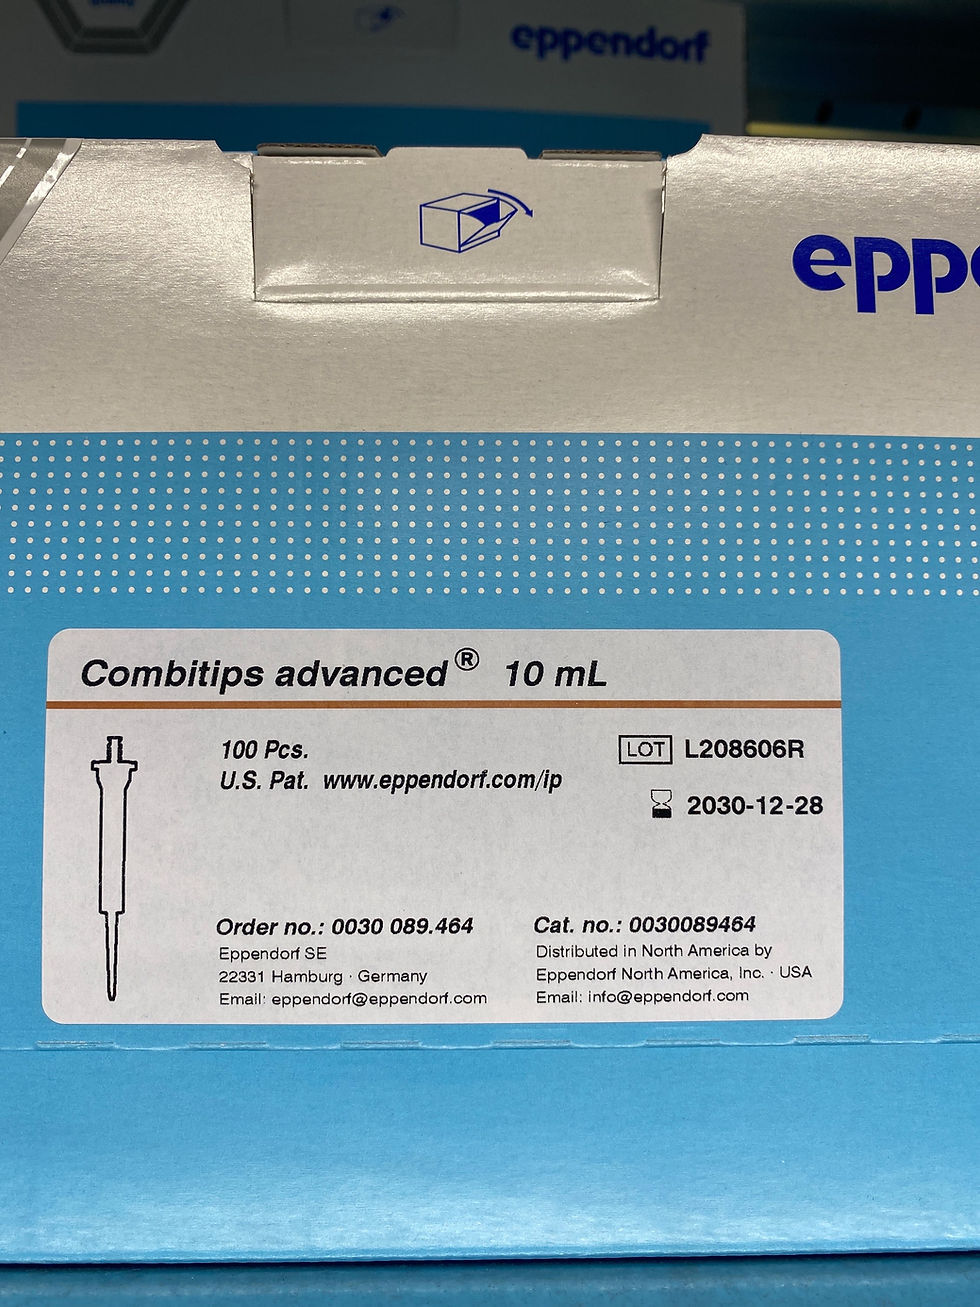 eppendorf
eppe
Combitips advanced® 10 mL
100 Pcs.
U.S. Pat. www.eppendorf.com/ip
LOT L208606R
2030-12-28
Order no.: 0030 089.464
Eppendorf SE
22331 Hamburg · Germany
Email: eppendorf@eppendorf.com
Cat. no.: 0030089464
Distributed in North America by
Eppendorf North America, Inc. · USA
Email: info@eppendorf.com